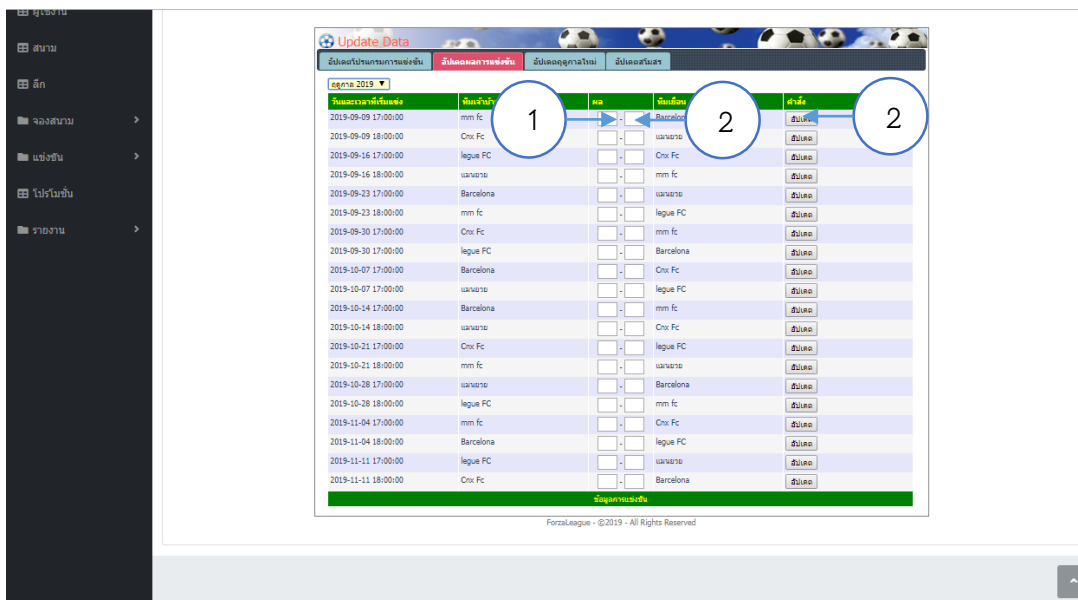 ผู้ใช้งาน
สนาม
ลีก
จองสนาม
แข่งขัน
โปรโมชั่น
รายงาน
Update Data
อัปเดตโปรแกรมการแข่งขัน อัปเดตผลการแข่งขัน อัปเดตฤดูกาลใหม่ อัปเดตสโมสร
ฤดูกาล 2019
วันและเวลาที่เริ่มแข่ง ทีมเจ้าบ้าน ผล ทีมเยือน คำสั่ง
1 2 2
2019-09-09 17:00:00 mm fc - Barcelona อัปเดต
2019-09-09 18:00:00 Cnx Fc - แมนยวย อัปเดต
2019-09-16 17:00:00 legue FC - Cnx Fc อัปเดต
2019-09-16 18:00:00 แมนยวย - mm fc อัปเดต
2019-09-23 17:00:00 Barcelona - แมนยวย อัปเดต
2019-09-23 18:00:00 mm fc - legue FC อัปเดต
2019-09-30 17:00:00 Cnx Fc - mm fc อัปเดต
2019-09-30 18:00:00 legue FC - Barcelona อัปเดต
2019-10-07 17:00:00 Barcelona - Cnx Fc อัปเดต
2019-10-07 17:00:00 แมนยวย - legue FC อัปเดต
2019-10-14 17:00:00 Barcelona - mm fc อัปเดต
2019-10-14 18:00:00 แมนยวย - Cnx Fc อัปเดต
2019-10-21 17:00:00 Cnx Fc - legue FC อัปเดต
2019-10-21 18:00:00 mm fc - แมนยวย อัปเดต
2019-10-28 17:00:00 แมนยวย - Barcelona อัปเดต
2019-10-28 18:00:00 legue FC - mm fc อัปเดต
2019-11-04 17:00:00 mm fc - Cnx Fc อัปเดต
2019-11-04 18:00:00 Barcelona - legue FC อัปเดต
2019-11-11 17:00:00 legue FC - แมนยวย อัปเดต
2019-11-11 18:00:00 Cnx Fc - Barcelona อัปเดต
ข้อมูลการแข่งขัน
ForzaLeague - ©2019 - All Rights Reserved